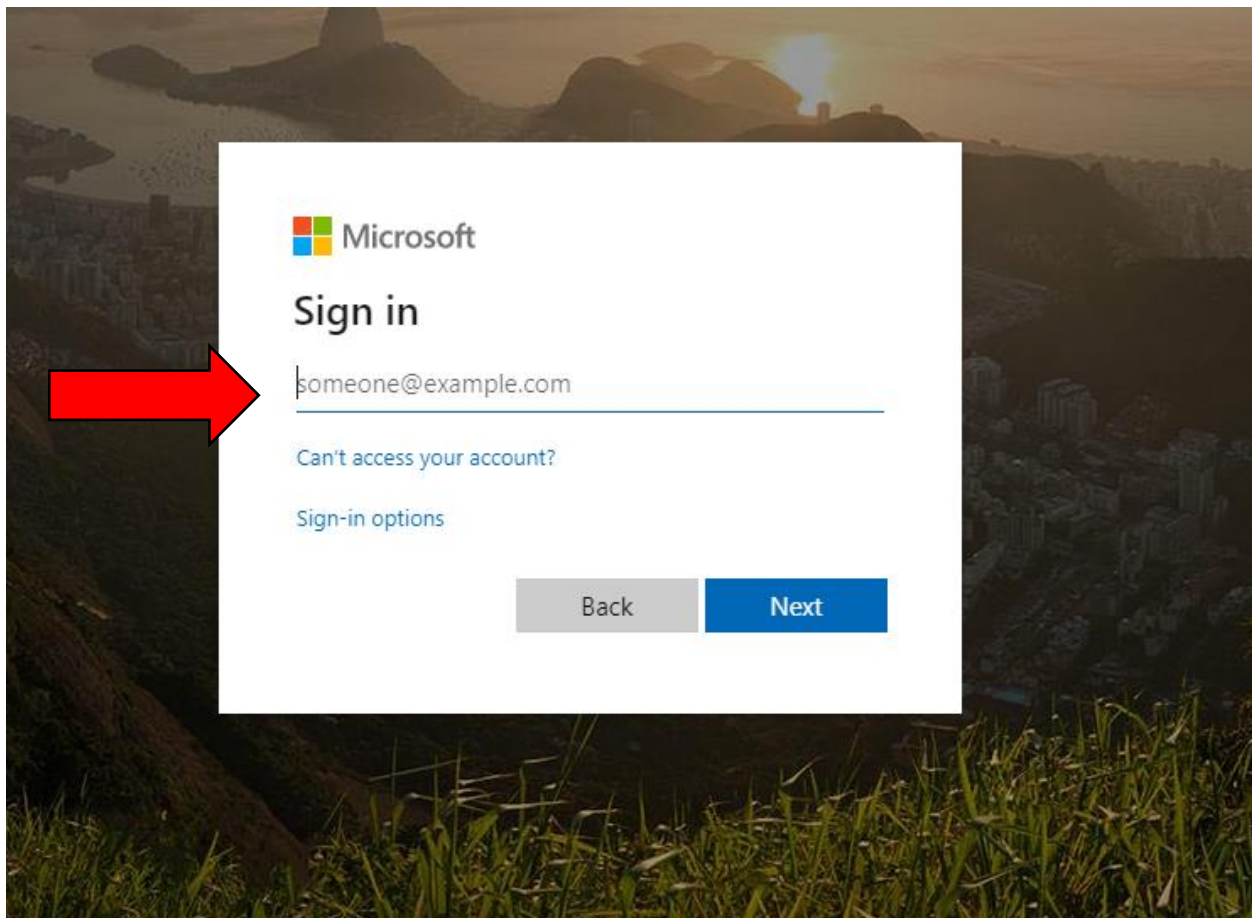 Microsoft
Sign in
someone@example.com
Can't access your account?
Sign-in options
Back Next